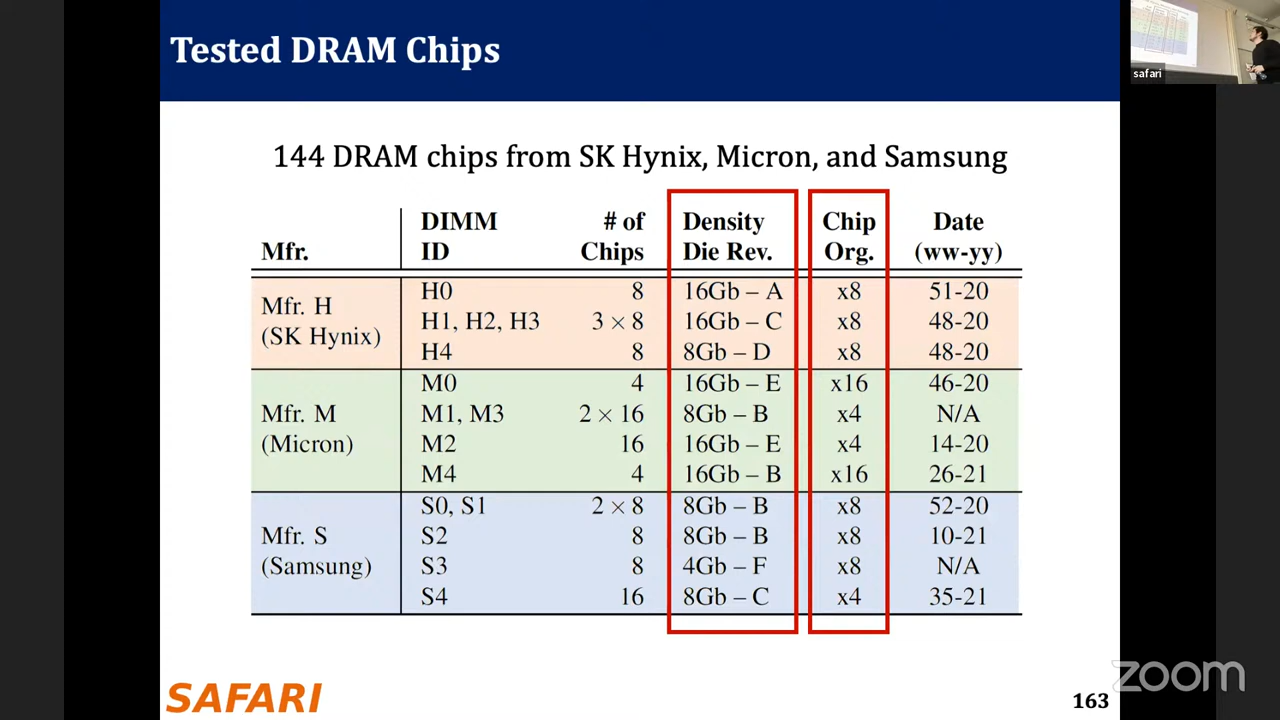 Tested DRAM Chips
safari
144 DRAM chips from SK Hynix, Micron, and Samsung
Mfr. DIMM ID # of Chips Density Die Rev. Chip Org. Date (ww-yy)
Mfr. H (SK Hynix)
H0 8 16Gb – A x8 51-20
H1, H2, H3 3 × 8 16Gb – C x8 48-20
H4 8 8Gb – D x8 48-20
Mfr. M (Micron)
M0 4 16Gb – E x16 46-20
M1, M3 2 × 16 8Gb – B x4 N/A
M2 16 16Gb – E x4 14-20
M4 4 16Gb – B x16 26-21
Mfr. S (Samsung)
S0, S1 2 × 8 8Gb – B x8 52-20
S2 8 8Gb – B x8 10-21
S3 8 4Gb – F x8 N/A
S4 16 8Gb – C x4 35-21
SAFARI
163
zoom